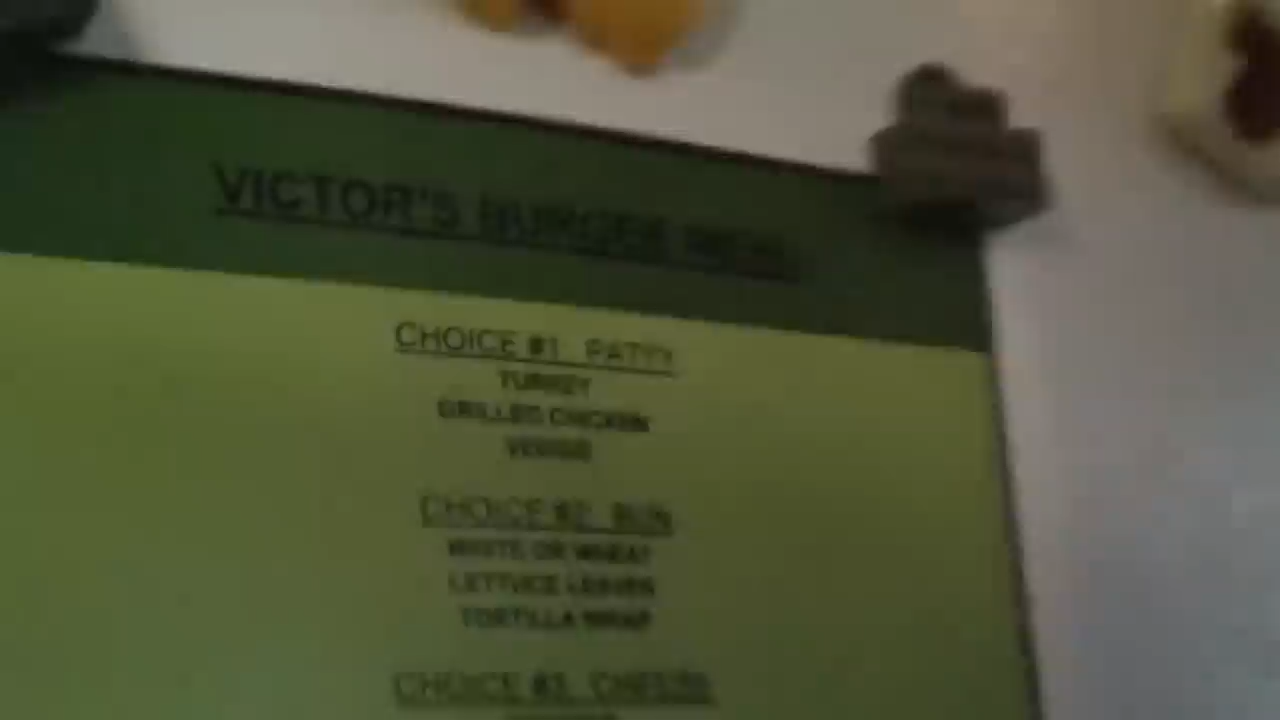 VICTOR'S BURGER MENU
CHOICE #1 PATTY
TURKEY
GRILLED CHICKEN
VEGGIE
CHOICE #2 BUN
WHITE OR WHEAT
LETTUCE LEAVES
TORTILLA WRAP
CHOICE #3 CHEESE